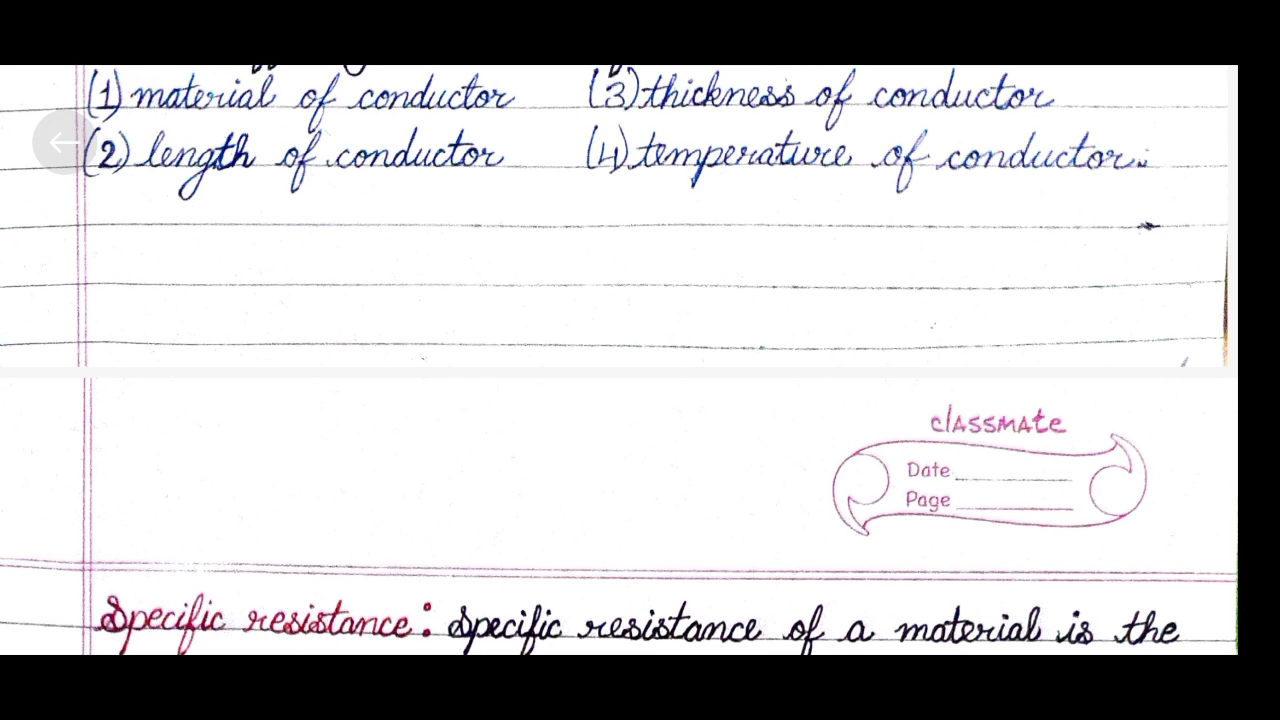 (1) material of conductor (3) thickness of conductor
(2) length of conductor (4) temperature of conductor.
classmate
Date
Page
Specific resistance: Specific resistance of a material is the